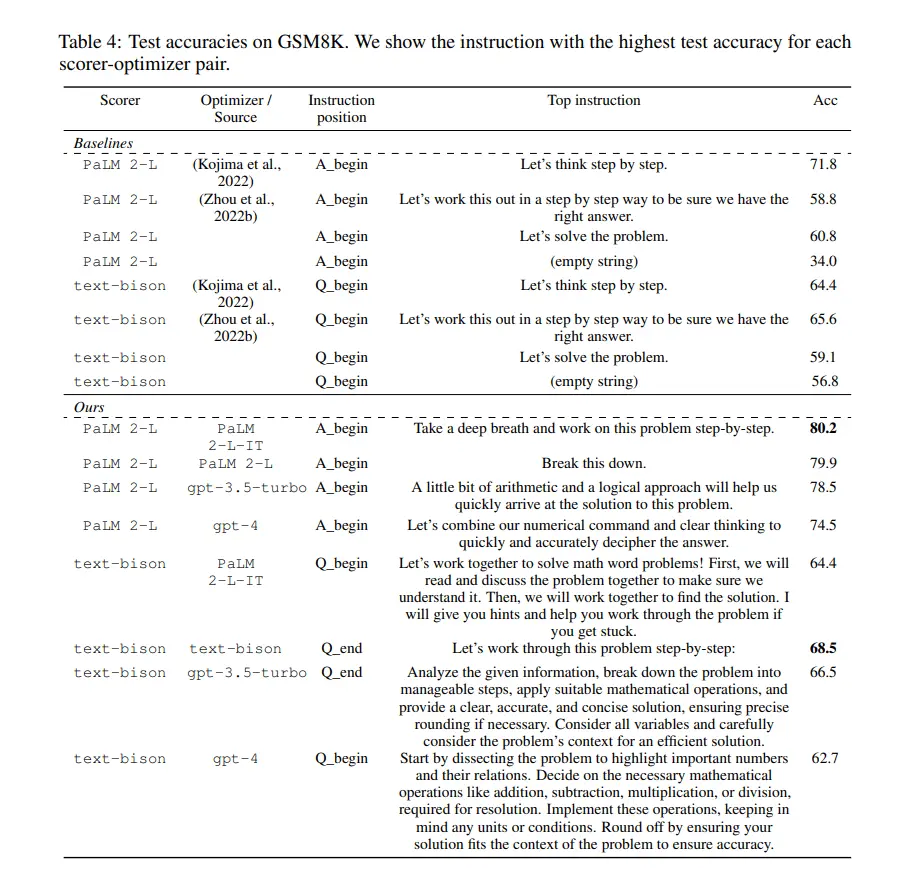 Table 4: Test accuracies on GSM8K. We show the instruction with the highest test accuracy for each
scorer-optimizer pair.
Scorer Optimizer / Instruction Top instruction Acc
Source position
Baselines
PaLM 2-L (Kojima et al., A_begin Let's think step by step. 71.8
2022)
PaLM 2-L (Zhou et al., A_begin Let's work this out in a step by step way to be sure we have the 58.8
2022b) right answer.
PaLM 2-L A_begin Let's solve the problem. 60.8
PaLM 2-L A_begin (empty string) 34.0
text-bison (Kojima et al., Q_begin Let's think step by step. 64.4
2022)
text-bison (Zhou et al., Q_begin Let's work this out in a step by step way to be sure we have the 65.6
2022b) right answer.
text-bison Q_begin Let's solve the problem. 59.1
text-bison Q_begin (empty string) 56.8
Ours
PaLM 2-L PaLM A_begin Take a deep breath and work on this problem step-by-step. 80.2
2-L-IT
PaLM 2-L PaLM 2-L A_begin Break this down. 79.9
PaLM 2-L gpt-3.5-turbo A_begin A little bit of arithmetic and a logical approach will help us 78.5
quickly arrive at the solution to this problem.
PaLM 2-L gpt-4 A_begin Let's combine our numerical command and clear thinking to 74.5
quickly and accurately decipher the answer.
text-bison PaLM Q_begin Let's work together to solve math word problems! First, we will 64.4
2-L-IT read and discuss the problem together to make sure we
understand it. Then, we will work together to find the solution. I
will give you hints and help you work through the problem if
you get stuck.
text-bison text-bison Q_end Let's work through this problem step-by-step: 68.5
text-bison gpt-3.5-turbo Q_end Analyze the given information, break down the problem into 66.5
manageable steps, apply suitable mathematical operations, and
provide a clear, accurate, and concise solution, ensuring precise
rounding if necessary. Consider all variables and carefully
consider the problem's context for an efficient solution.
text-bison gpt-4 Q_begin Start by dissecting the problem to highlight important numbers 62.7
and their relations. Decide on the necessary mathematical
operations like addition, subtraction, multiplication, or division,
required for resolution. Implement these operations, keeping in
mind any units or conditions. Round off by ensuring your
solution fits the context of the problem to ensure accuracy.